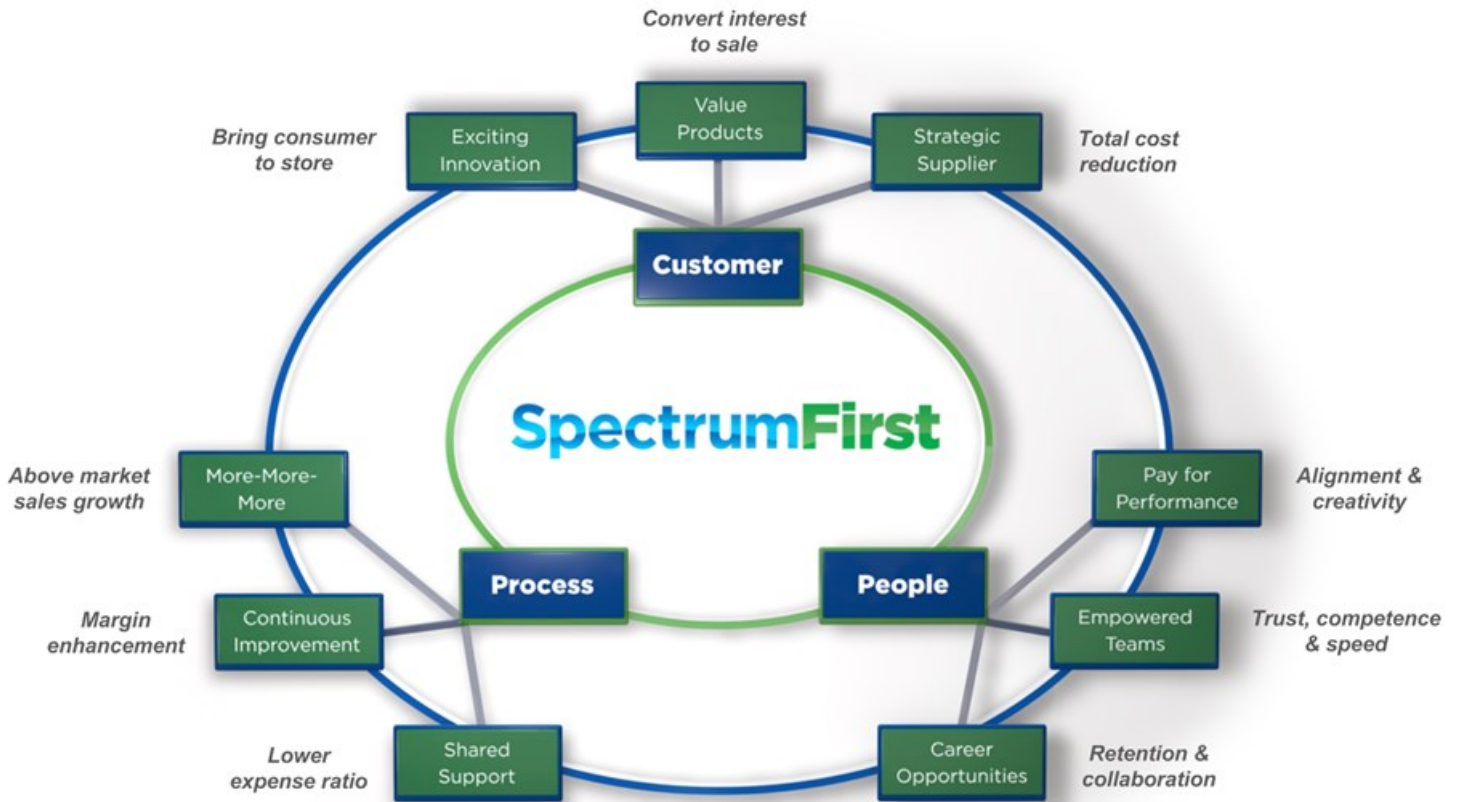 Convert interest
to sale
Value
Products
Bring consumer
to store
Exciting
Innovation
Strategic
Supplier
Total cost
reduction
Customer
SpectrumFirst
Above market
sales growth
More-More-
More
Pay for
Performance
Alignment &
creativity
Process
People
Margin
enhancement
Continuous
Improvement
Empowered
Teams
Trust, competence
& speed
Lower
expense ratio
Shared
Support
Career
Opportunities
Retention &
collaboration